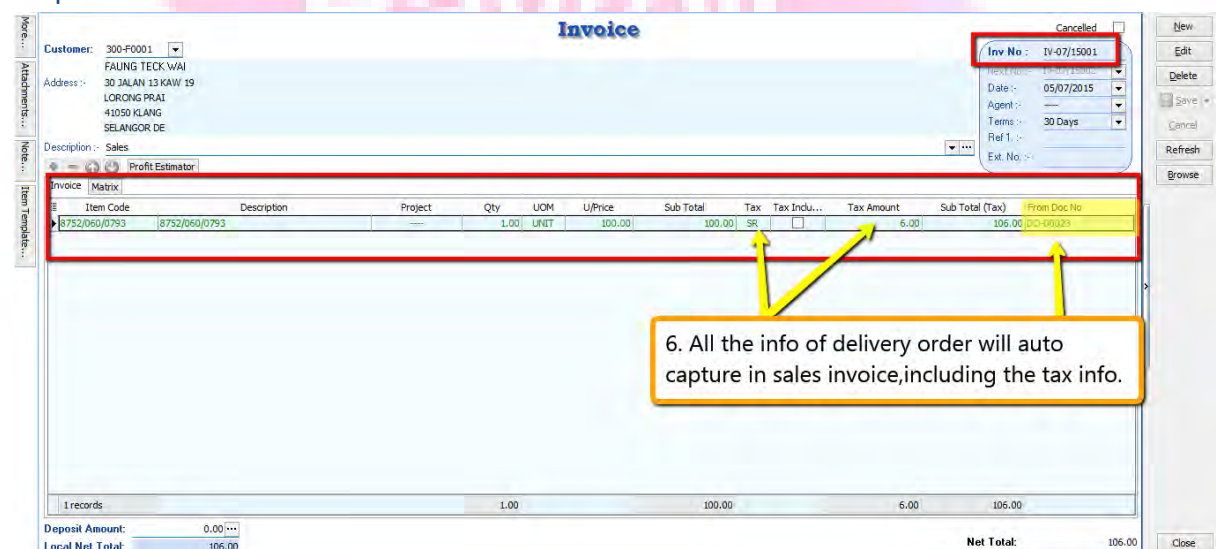 Invoice
Cancelled
Customer: 300-F0001
FAUNG TECK WAI
Address :- 30 JALAN 13 KAW 19
LORONG PRAI
41050 KLANG
SELANGOR DE
Description :- Sales
Inv No : IV-07/15001
Date :- 05/07/2015
Agent :- ----
Terms :- 30 Days
Ref 1. :-
Ext. No. :-
More...
Attachments...
Note...
Item Template...
New
Edit
Delete
Save
Cancel
Refresh
Browse
Profit Estimator
Invoice Matrix
Item Code Description Project Qty UOM U/Price Sub Total Tax Tax Inclu... Tax Amount Sub Total (Tax) From Doc No
8752/060/0793 8752/060/0793 ---- 1.00 UNIT 100.00 100.00 SR 6.00 106.00
6. All the info of delivery order will auto
capture in sales invoice,including the tax info.
1 records 1.00 100.00 6.00 106.00
Deposit Amount: 0.00
Local Net Total: 106.00
Net Total: 106.00
Close